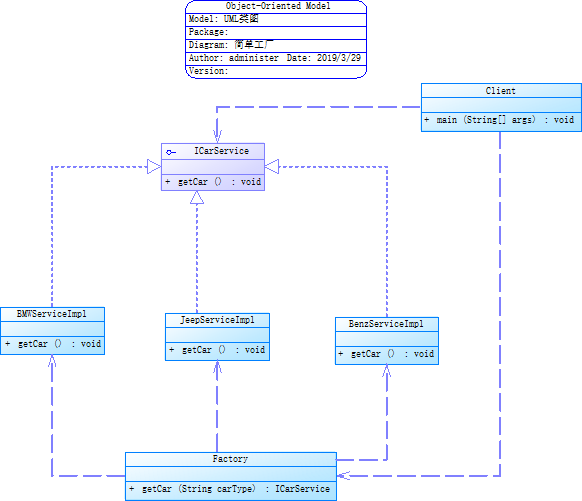 Object-Oriented Model
Model: UML类图
Package:
Diagram: 简单工厂
Author: administer Date: 2019/3/29
Version:
Client
+ main (String[] args) : void
ICarService
+ getCar () : void
BMWServiceImpl
+ getCar () : void
JeepServiceImpl
+ getCar () : void
BenzServiceImpl
+ getCar () : void
Factory
+ getCar (String carType) : ICarService